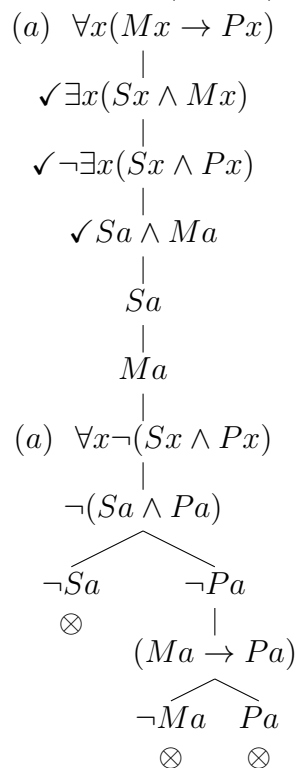 (a) ∀x(Mx → Px)
✓∃x(Sx ∧ Mx)
✓¬∃x(Sx ∧ Px)
✓Sa ∧ Ma
Sa
Ma
(a) ∀x¬(Sx ∧ Px)
¬(Sa ∧ Pa)
¬Sa ¬Pa
⊗
(Ma → Pa)
¬Ma Pa
⊗ ⊗